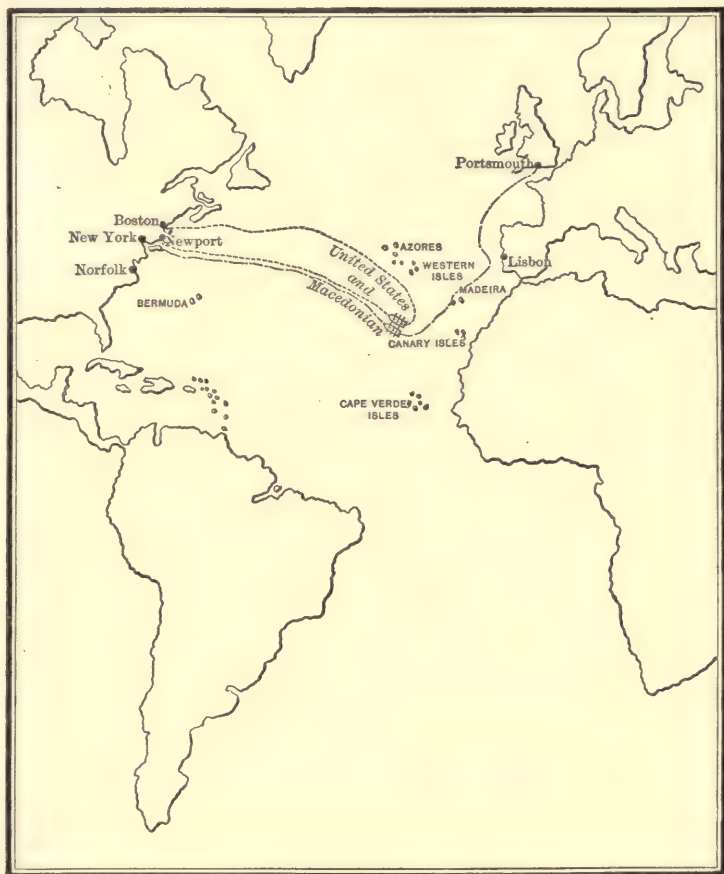 Portsmouth
Boston
New York
Newport
Norfolk
BERMUDA
AZORES
WESTERN
ISLES
Lisbon
MADEIRA
United States
and
Macedonian
CANARY ISLES
CAPE VERDE
ISLES